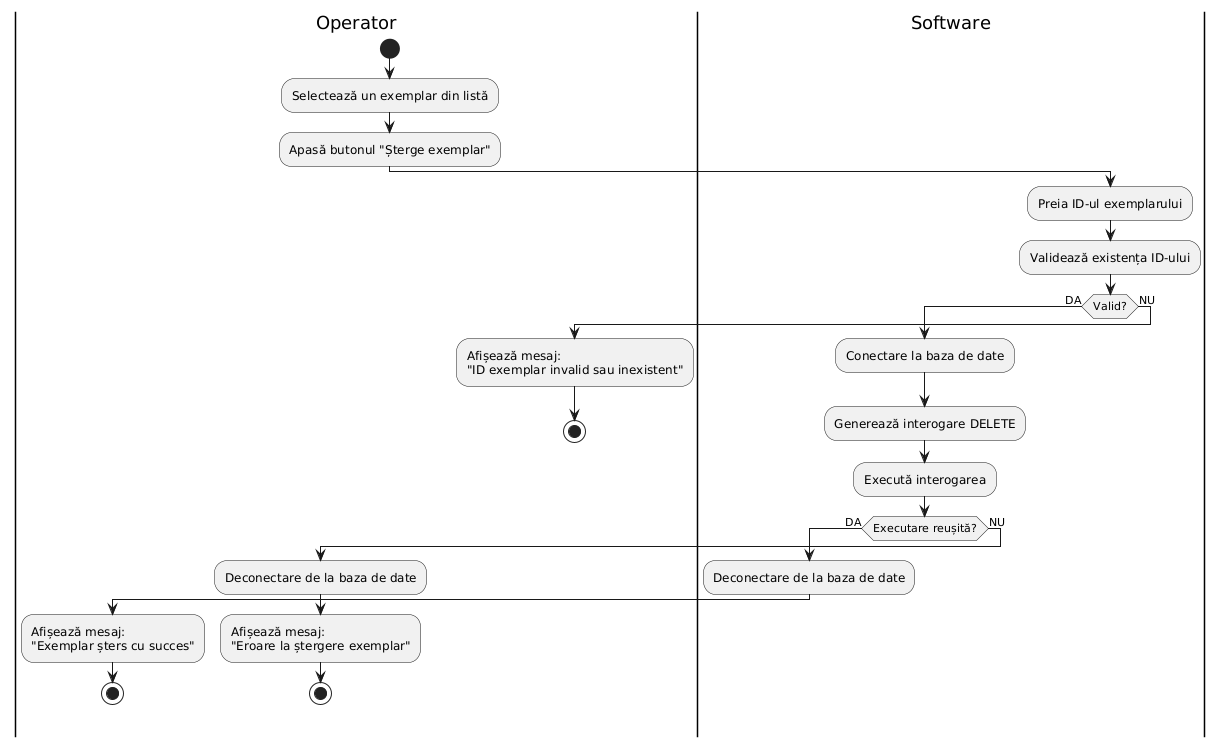 Operator
Software
Selectează un exemplar din listă
Apasă butonul "Șterge exemplar"
Preia ID-ul exemplarului
Validează existența ID-ului
DA
Valid?
NU
Afișează mesaj:
"ID exemplar invalid sau inexistent"
Conectare la baza de date
Generează interogare DELETE
Execută interogarea
DA
Executare reușită?
NU
Deconectare de la baza de date
Deconectare de la baza de date
Afișează mesaj:
"Exemplar șters cu succes"
Afișează mesaj:
"Eroare la ștergere exemplar"